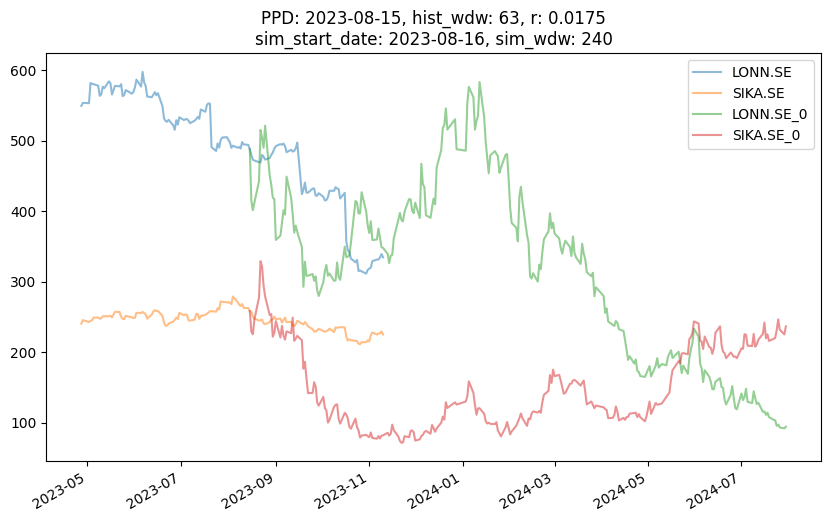 PPD: 2023-08-15, hist_wdw: 63, r: 0.0175
sim_start_date: 2023-08-16, sim_wdw: 240
LONN.SE
SIKA.SE
LONN.SE_0
SIKA.SE_0
600
500
400
300
200
100
2023-05
2023-07
2023-09
2023-11
2024-01
2024-03
2024-05
2024-07